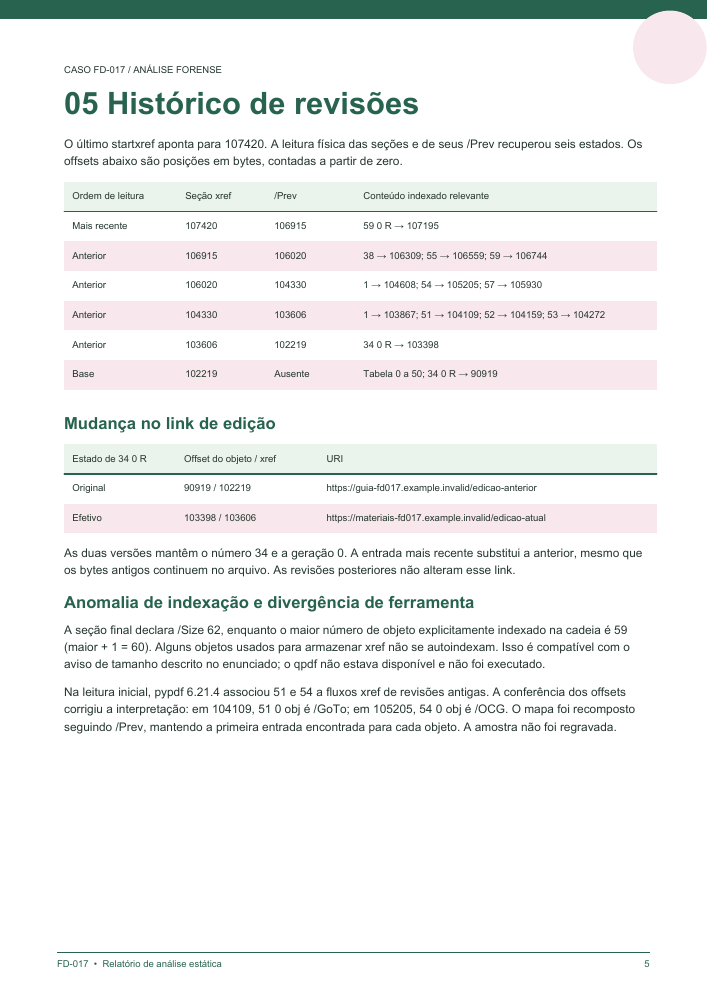 CASO FD-017 / ANÁLISE FORENSE
05 Histórico de revisões
O último startxref aponta para 107420. A leitura física das seções e de seus /Prev recuperou seis estados. Os
offsets abaixo são posições em bytes, contadas a partir de zero.
Ordem de leitura Seção xref /Prev Conteúdo indexado relevante
Mais recente 107420 106915 59 0 R → 107195
Anterior 106915 106020 38 → 106309; 55 → 106559; 59 → 106744
Anterior 106020 104330 1 → 104608; 54 → 105205; 57 → 105930
Anterior 104330 103606 1 → 103867; 51 → 104109; 52 → 104159; 53 → 104272
Anterior 103606 102219 34 0 R → 103398
Base 102219 Ausente Tabela 0 a 50; 34 0 R → 90919
Mudança no link de edição
Estado de 34 0 R Offset do objeto / xref URI
Original 90919 / 102219 https://guia-fd017.example.invalid/edicao-anterior
Efetivo 103398 / 103606 https://materiais-fd017.example.invalid/edicao-atual
As duas versões mantêm o número 34 e a geração 0. A entrada mais recente substitui a anterior, mesmo que
os bytes antigos continuem no arquivo. As revisões posteriores não alteram esse link.
Anomalia de indexação e divergência de ferramenta
A seção final declara /Size 62, enquanto o maior número de objeto explicitamente indexado na cadeia é 59
(maior + 1 = 60). Alguns objetos usados para armazenar xref não se autoindexam. Isso é compatível com o
aviso de tamanho descrito no enunciado; o qpdf não estava disponível e não foi executado.
Na leitura inicial, pypdf 6.21.4 associou 51 e 54 a fluxos xref de revisões antigas. A conferência dos offsets
corrigiu a interpretação: em 104109, 51 0 obj é /GoTo; em 105205, 54 0 obj é /OCG. O mapa foi recomposto
seguindo /Prev, mantendo a primeira entrada encontrada para cada objeto. A amostra não foi regravada.
FD-017 • Relatório de análise estática 5